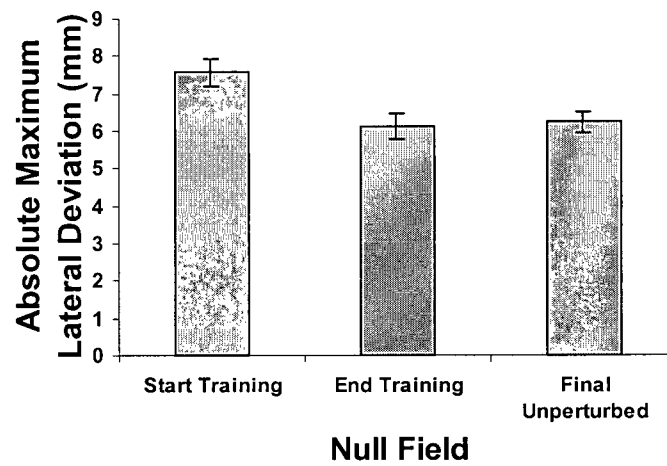 Absolute Maximum
Lateral Deviation (mm)
9
8
7
6
5
4
3
2
1
0
Start Training
End Training
Final
Unperturbed
Null Field